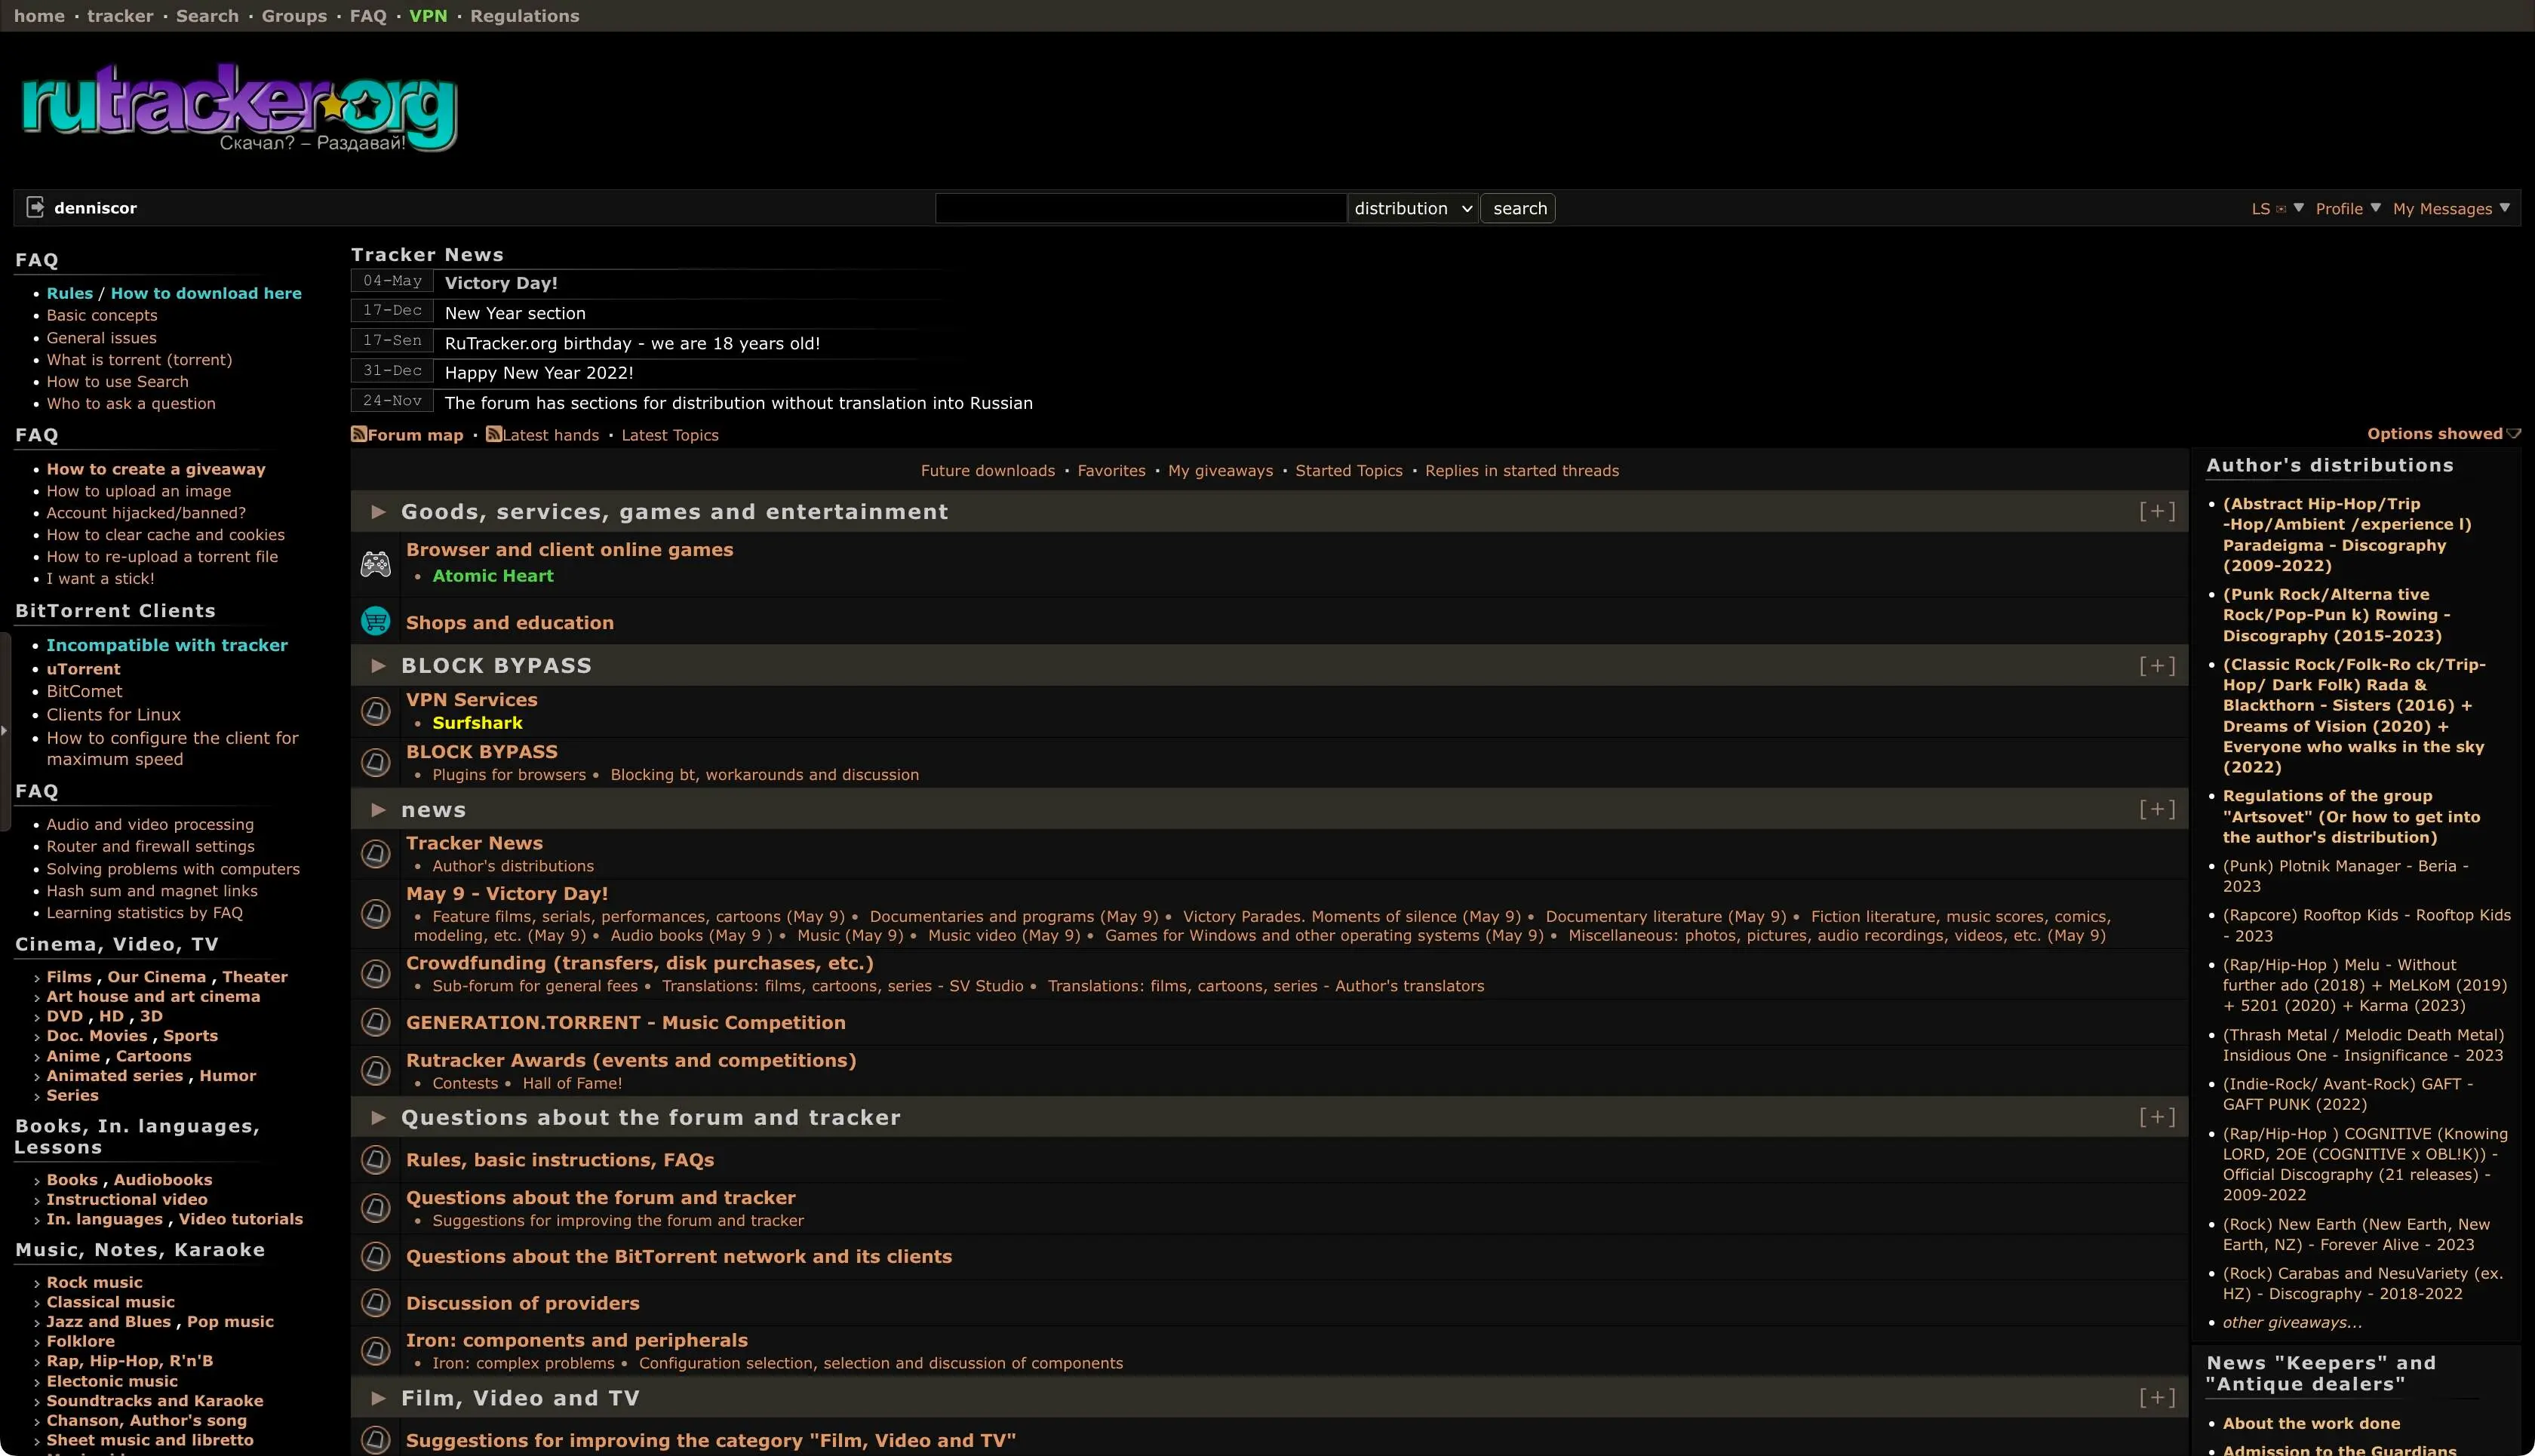 home · tracker · Search · Groups · FAQ · VPN · Regulations
rutracker.org
Скачал? – Раздавай!
denniscor
distribution
search
LS
Profile
My Messages
FAQ
Rules / How to download here
Basic concepts
General issues
What is torrent (torrent)
How to use Search
Who to ask a question
FAQ
How to create a giveaway
How to upload an image
Account hijacked/banned?
How to clear cache and cookies
How to re-upload a torrent file
I want a stick!
BitTorrent Clients
Incompatible with tracker
uTorrent
BitComet
Clients for Linux
How to configure the client for
maximum speed
FAQ
Audio and video processing
Router and firewall settings
Solving problems with computers
Hash sum and magnet links
Learning statistics by FAQ
Cinema, Video, TV
Films , Our Cinema , Theater
Art house and art cinema
DVD , HD , 3D
Doc. Movies , Sports
Anime , Cartoons
Animated series , Humor
Series
Books, In. languages,
Lessons
Books , Audiobooks
Instructional video
In. languages , Video tutorials
Music, Notes, Karaoke
Rock music
Classical music
Jazz and Blues , Pop music
Folklore
Rap, Hip-Hop, R'n'B
Electonic music
Soundtracks and Karaoke
Chanson, Author's song
Sheet music and libretto
Tracker News
04-May Victory Day!
17-Dec New Year section
17-Sen RuTracker.org birthday - we are 18 years old!
31-Dec Happy New Year 2022!
24-Nov The forum has sections for distribution without translation into Russian
Forum map · Latest hands · Latest Topics
Options showed
Future downloads · Favorites · My giveaways · Started Topics · Replies in started threads
Goods, services, games and entertainment [+]
Browser and client online games
Atomic Heart
Shops and education
BLOCK BYPASS [+]
VPN Services
Surfshark
BLOCK BYPASS
Plugins for browsers • Blocking bt, workarounds and discussion
news [+]
Tracker News
Author's distributions
May 9 - Victory Day!
Feature films, serials, performances, cartoons (May 9) • Documentaries and programs (May 9) • Victory Parades. Moments of silence (May 9) • Documentary literature (May 9) • Fiction literature, music scores, comics,
modeling, etc. (May 9) • Audio books (May 9 ) • Music (May 9) • Music video (May 9) • Games for Windows and other operating systems (May 9) • Miscellaneous: photos, pictures, audio recordings, videos, etc. (May 9)
Crowdfunding (transfers, disk purchases, etc.)
Sub-forum for general fees • Translations: films, cartoons, series - SV Studio • Translations: films, cartoons, series - Author's translators
GENERATION.TORRENT - Music Competition
Rutracker Awards (events and competitions)
Contests • Hall of Fame!
Questions about the forum and tracker [+]
Rules, basic instructions, FAQs
Questions about the forum and tracker
Suggestions for improving the forum and tracker
Questions about the BitTorrent network and its clients
Discussion of providers
Iron: components and peripherals
Iron: complex problems • Configuration selection, selection and discussion of components
Film, Video and TV [+]
Suggestions for improving the category "Film, Video and TV"
Author's distributions
(Abstract Hip-Hop/Trip
-Hop/Ambient /experience l)
Paradeigma - Discography
(2009-2022)
(Punk Rock/Alterna tive
Rock/Pop-Pun k) Rowing -
Discography (2015-2023)
(Classic Rock/Folk-Ro ck/Trip-
Hop/ Dark Folk) Rada &
Blackthorn - Sisters (2016) +
Dreams of Vision (2020) +
Everyone who walks in the sky
(2022)
Regulations of the group
"Artsovet" (Or how to get into
the author's distribution)
(Punk) Plotnik Manager - Beria -
2023
(Rapcore) Rooftop Kids - Rooftop Kids
- 2023
(Rap/Hip-Hop ) Melu - Without
further ado (2018) + MeLKoM (2019)
+ 5201 (2020) + Karma (2023)
(Thrash Metal / Melodic Death Metal)
Insidious One - Insignificance - 2023
(Indie-Rock/ Avant-Rock) GAFT -
GAFT PUNK (2022)
(Rap/Hip-Hop ) COGNITIVE (Knowing
LORD, 2OE (COGNITIVE x OBL!K)) -
Official Discography (21 releases) -
2009-2022
(Rock) New Earth (New Earth, New
Earth, NZ) - Forever Alive - 2023
(Rock) Carabas and NesuVariety (ex.
HZ) - Discography - 2018-2022
other giveaways...
News "Keepers" and
"Antique dealers"
About the work done
Admission to the Guardians